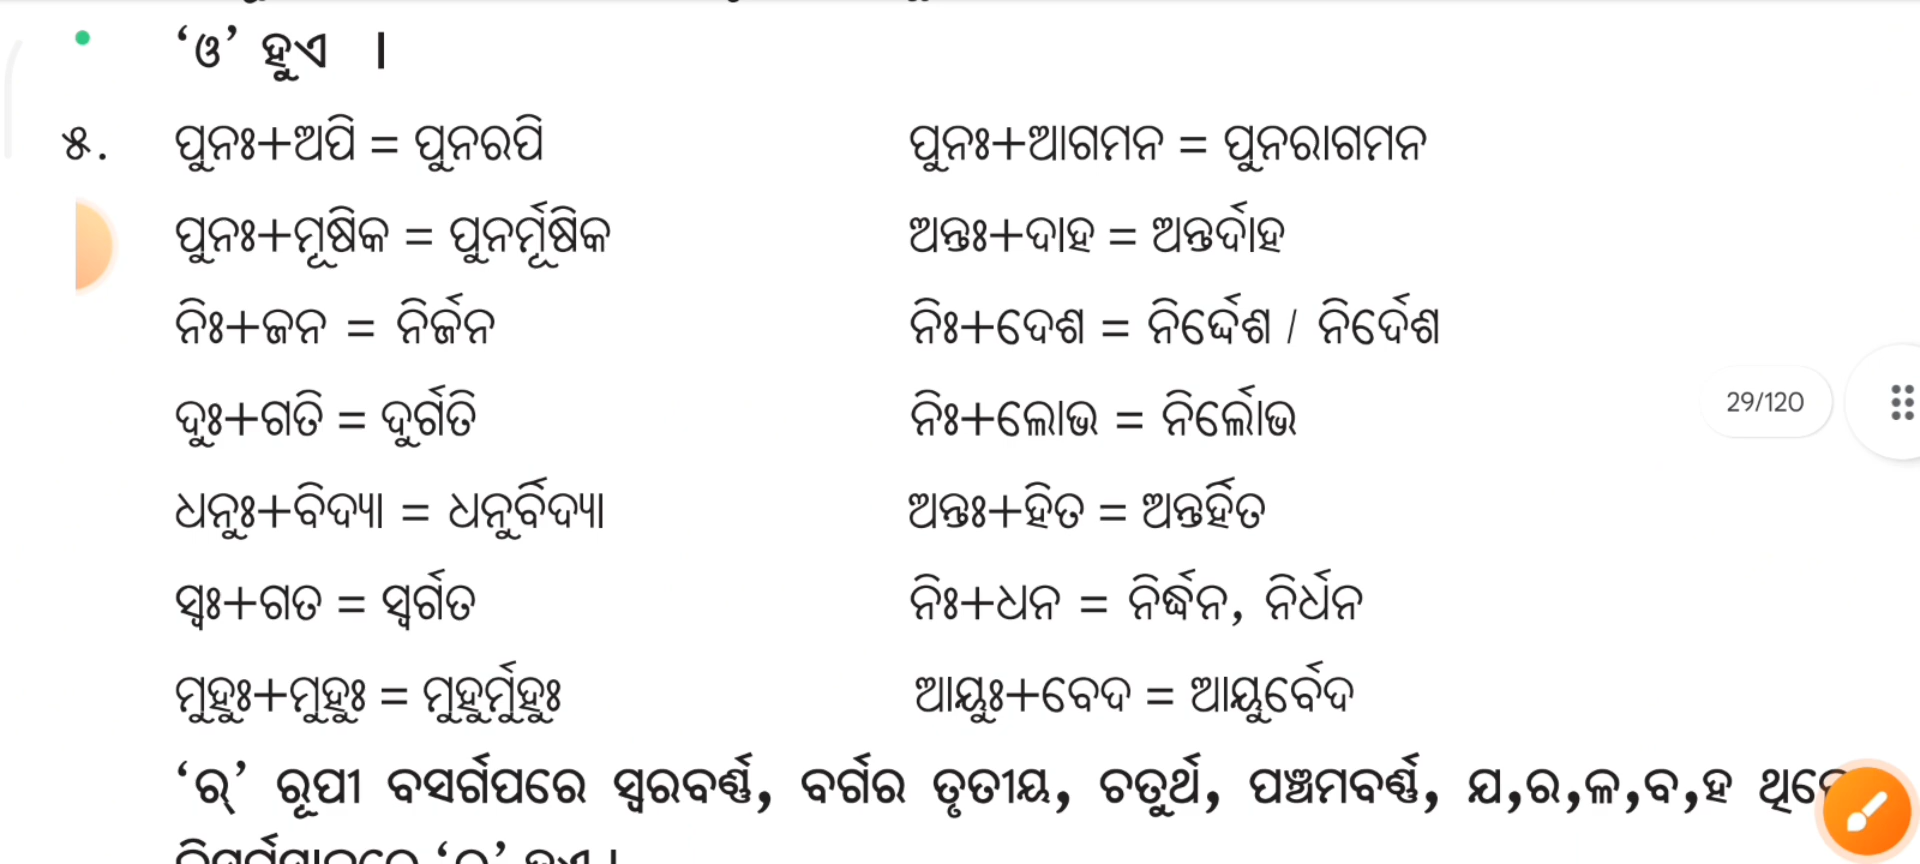 ‘ଓ’ ହୁଏ ।
୫. ପୁନଃ+ଅପି = ପୁନରପି ପୁନଃ+ଆଗମନ = ପୁନରାଗମନ
ପୁନଃ+ମୂଷିକ = ପୁନର୍ମୂଷିକ ଅନ୍ତଃ+ଦାହ = ଅନ୍ତର୍ଦାହ
ନିଃ+ଜନ = ନିର୍ଜନ ନିଃ+ଦେଶ = ନିର୍ଦ୍ଦେଶ / ନିର୍ଦେଶ
29/120
ଦୁଃ+ଗତି = ଦୁର୍ଗତି ନିଃ+ଲୋଭ = ନିର୍ଲୋଭ
ଧନୁଃ+ବିଦ୍ୟା = ଧନୁର୍ବିଦ୍ୟା ଅନ୍ତଃ+ହିତ = ଅନ୍ତର୍ହିତ
ସ୍ୱଃ+ଗତ = ସ୍ୱର୍ଗତ ନିଃ+ଧନ = ନିର୍ଦ୍ଧନ, ନିର୍ଧନ
ମୁହୁଃ+ମୁହୁଃ = ମୁହୁର୍ମୁହୁଃ ଆୟୁଃ+ବେଦ = ଆୟୁର୍ବେଦ
‘ର୍’ ରୂପୀ ବସର୍ଗପରେ ସ୍ୱରବର୍ଣ୍ଣ, ବର୍ଗର ତୃତୀୟ, ଚତୁର୍ଥ, ପଞ୍ଚମବର୍ଣ୍ଣ, ଯ,ର,ଳ,ବ,ହ